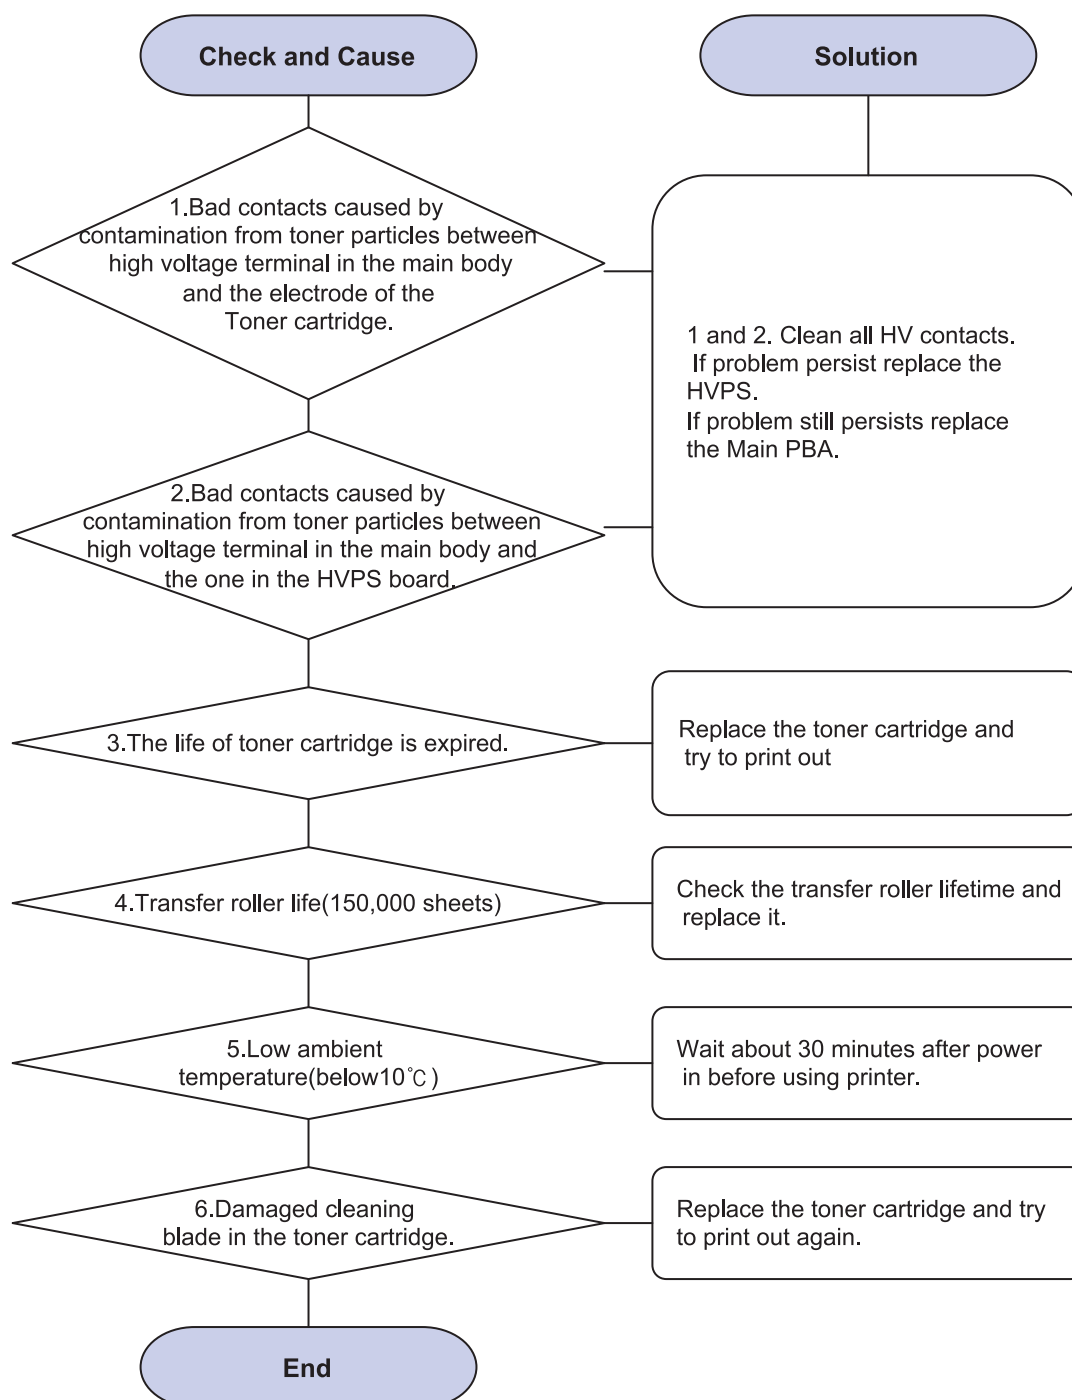 Check and Cause
Solution
1.Bad contacts caused by
contamination from toner particles between
high voltage terminal in the main body
and the electrode of the
Toner cartridge.
1 and 2. Clean all HV contacts.
If problem persist replace the
HVPS.
If problem still persists replace
the Main PBA.
2.Bad contacts caused by
contamination from toner particles between
high voltage terminal in the main body and
the one in the HVPS board.
3.The life of toner cartridge is expired.
Replace the toner cartridge and
try to print out
4.Transfer roller life(150,000 sheets)
Check the transfer roller lifetime and
replace it.
5.Low ambient
temperature(below10℃)
Wait about 30 minutes after power
in before using printer.
6.Damaged cleaning
blade in the toner cartridge.
Replace the toner cartridge and try
to print out again.
End